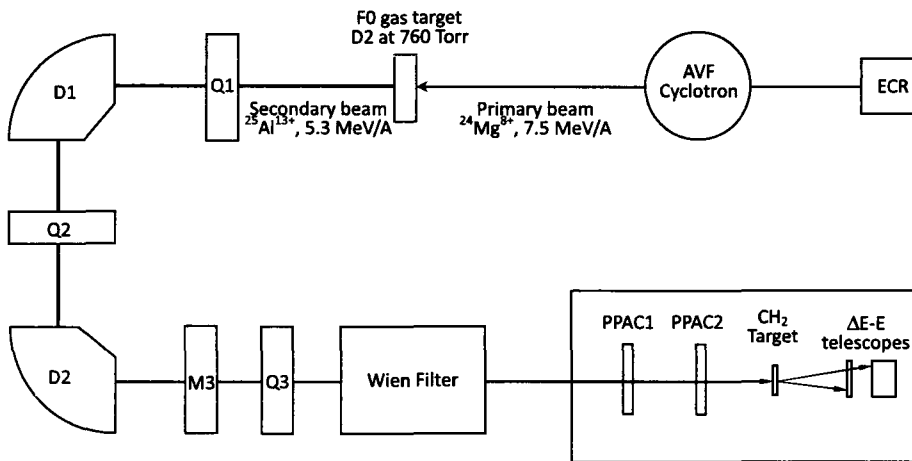 F0 gas target
D2 at 760 Torr
D1
Q1
Secondary beam
²⁵Al¹³⁺, 5.3 MeV/A
Primary beam
²⁴Mg⁸⁺, 7.5 MeV/A
AVF
Cyclotron
ECR
Q2
D2
M3
Q3
Wien Filter
PPAC1
PPAC2
CH₂
Target
ΔE-E
telescopes